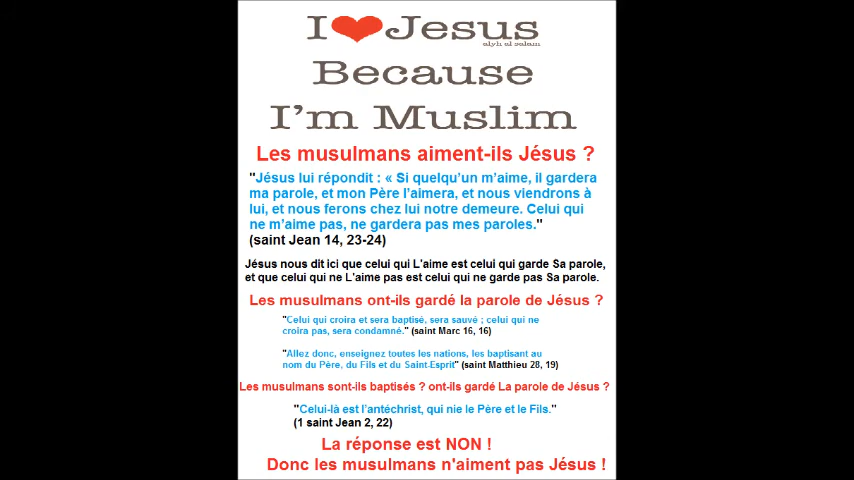 I ❤ Jesus
alyh al salam
Because
I'm Muslim
Les musulmans aiment-ils Jésus ?
"Jésus lui répondit : « Si quelqu'un m'aime, il gardera
ma parole, et mon Père l'aimera, et nous viendrons à
lui, et nous ferons chez lui notre demeure. Celui qui
ne m'aime pas, ne gardera pas mes paroles."
(saint Jean 14, 23-24)
Jésus nous dit ici que celui qui L'aime est celui qui garde Sa parole,
et que celui qui ne L'aime pas est celui qui ne garde pas Sa parole.
Les musulmans ont-ils gardé la parole de Jésus ?
"Celui qui croira et sera baptisé, sera sauvé ; celui qui ne
croira pas, sera condamné." (saint Marc 16, 16)
"Allez donc, enseignez toutes les nations, les baptisant au
nom du Père, du Fils et du Saint-Esprit" (saint Matthieu 28, 19)
Les musulmans sont-ils baptisés ? ont-ils gardé La parole de Jésus ?
"Celui-là est l'antéchrist, qui nie le Père et le Fils."
(1 saint Jean 2, 22)
La réponse est NON !
Donc les musulmans n'aiment pas Jésus !